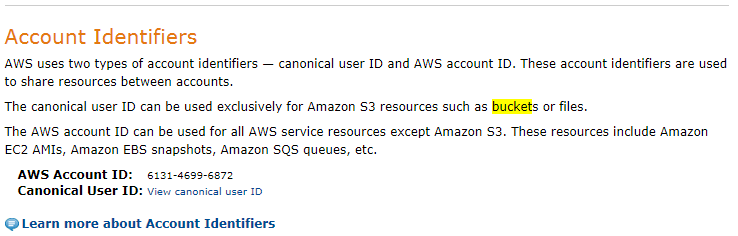 Account Identifiers
AWS uses two types of account identifiers — canonical user ID and AWS account ID. These account identifiers are used
to share resources between accounts.
The canonical user ID can be used exclusively for Amazon S3 resources such as buckets or files.
The AWS account ID can be used for all AWS service resources except Amazon S3. These resources include Amazon
EC2 AMIs, Amazon EBS snapshots, Amazon SQS queues, etc.
AWS Account ID: 6131-4699-6872
Canonical User ID: View canonical user ID
Learn more about Account Identifiers